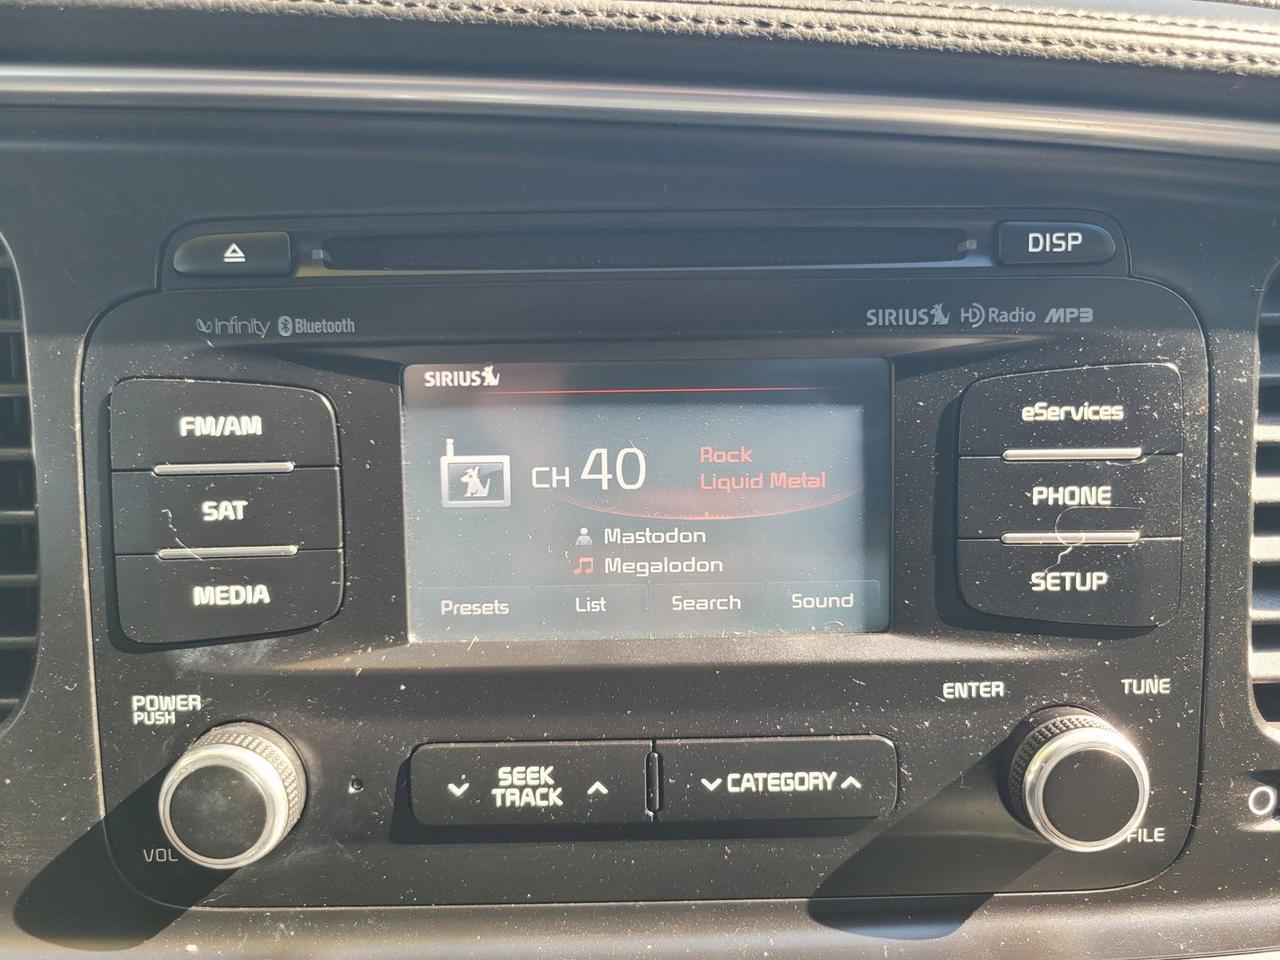 DISP
Infinity Bluetooth
SIRIUS HD Radio MP3
SIRIUS
FM/AM
SAT
MEDIA
CH 40
Rock
Liquid Metal
Mastodon
Megalodon
Presets List Search Sound
eServices
PHONE
SETUP
POWER
PUSH
VOL
SEEK
TRACK
CATEGORY
ENTER
TUNE
FILE